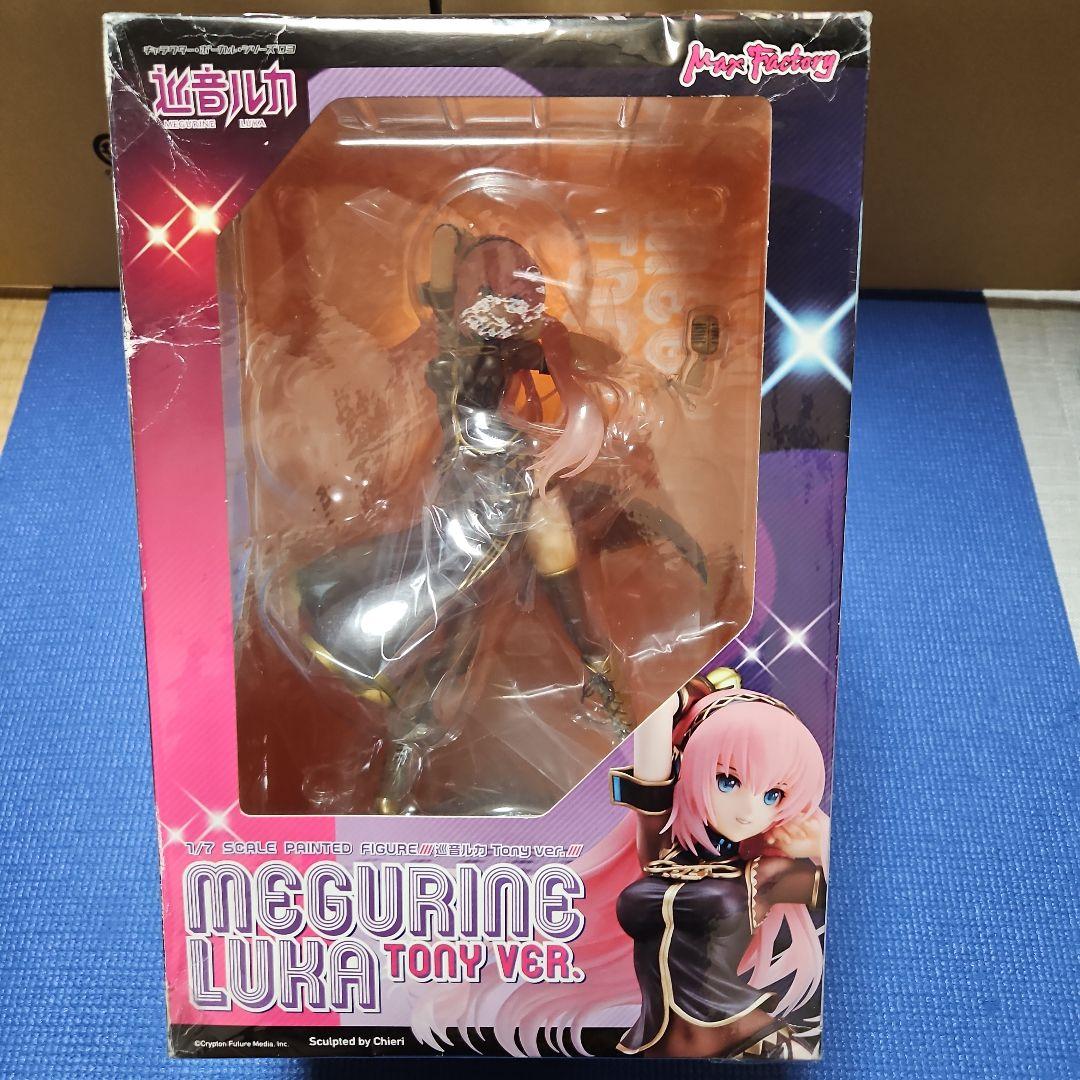 キャラクター・ボーカル・シリーズ03
巡音ルカ
MEGURINE LUKA
Max Factory
1/7 SCALE PAINTED FIGURE///巡音ルカ Tony ver.///
MEGURINE
LUKA TONY VER.
©Crypton Future Media, Inc. Sculpted by Chieri